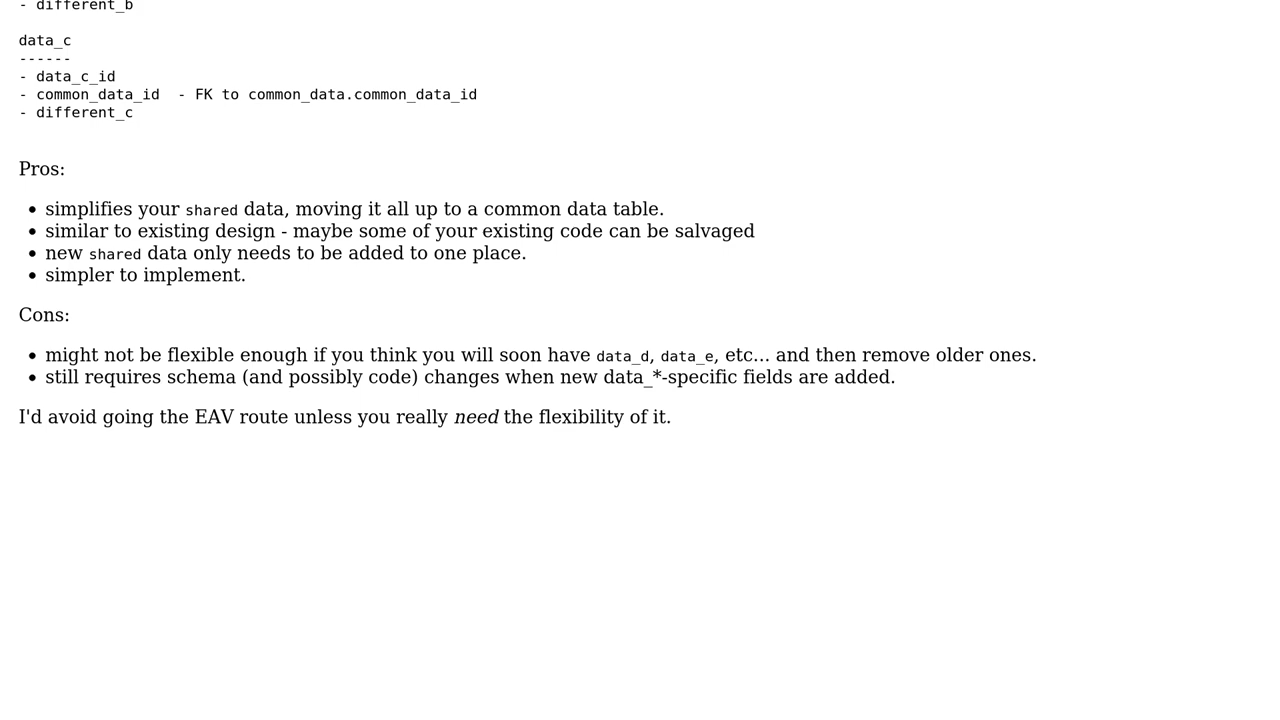 - different_b
data_c
------
- data_c_id
- common_data_id  - FK to common_data.common_data_id
- different_c
Pros:
• simplifies your shared data, moving it all up to a common data table.
• similar to existing design - maybe some of your existing code can be salvaged
• new shared data only needs to be added to one place.
• simpler to implement.
Cons:
• might not be flexible enough if you think you will soon have data_d, data_e, etc... and then remove older ones.
• still requires schema (and possibly code) changes when new data_*-specific fields are added.
I'd avoid going the EAV route unless you really need the flexibility of it.